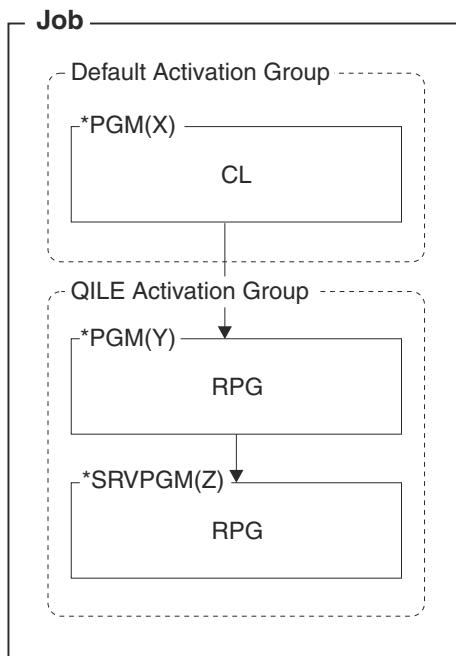 Job
Default Activation Group
*PGM(X)
CL
QILE Activation Group
*PGM(Y)
RPG
*SRVPGM(Z)
RPG